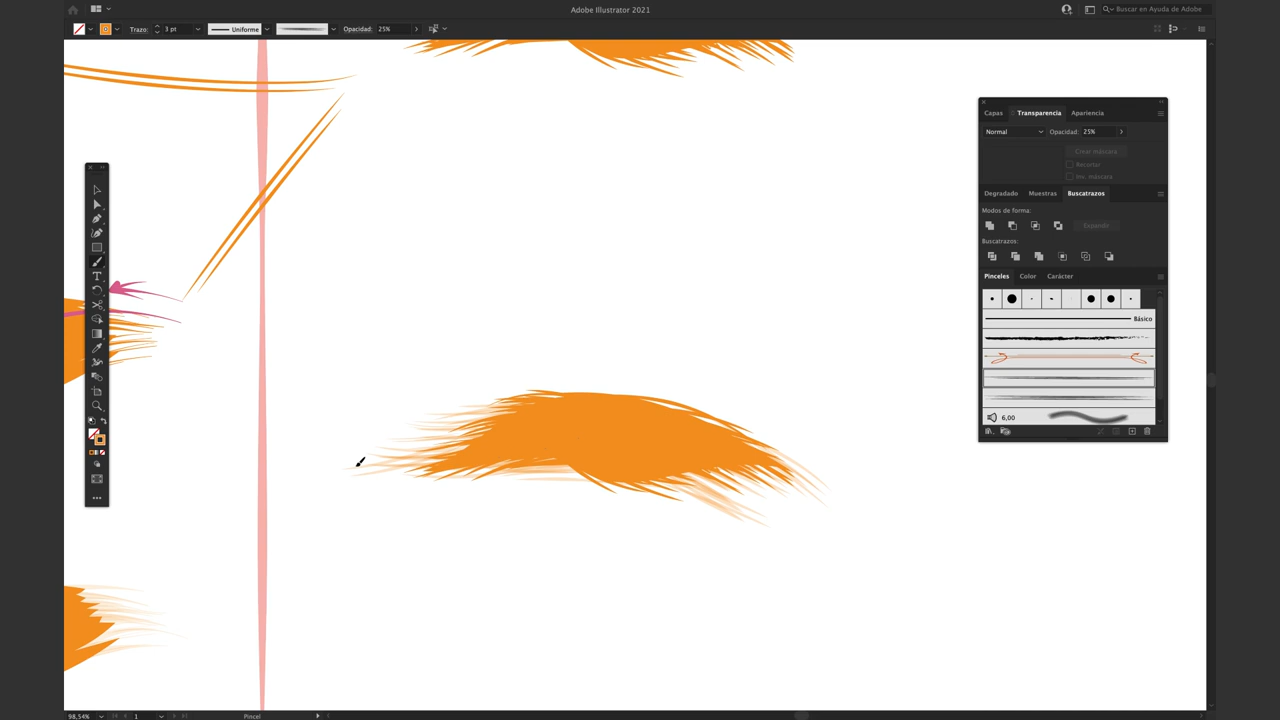 Adobe Illustrator 2021
Buscar en Ayuda de Adobe
Trazo: 3 pt Uniforme Opacidad: 25%
Capas Transparencia Apariencia
Normal Opacidad: 25%
Crear máscara
Recortar
Inv. máscara
Degradado Muestras Buscatrazos
Modos de forma:
Expandir
Buscatrazos:
Pinceles Color Carácter
Básico
6,00
98,54% 1 Pincel